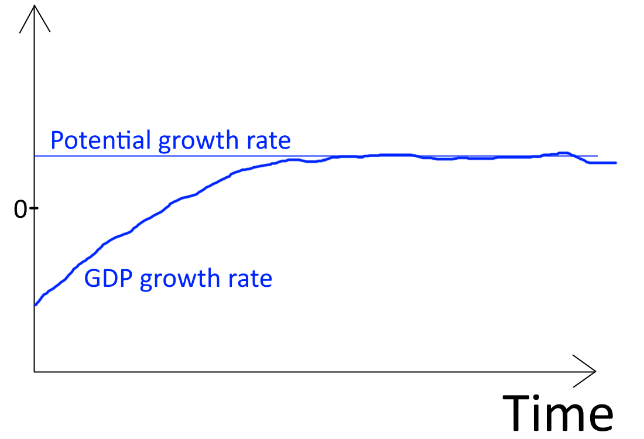 Potential growth rate
0
GDP growth rate
Time